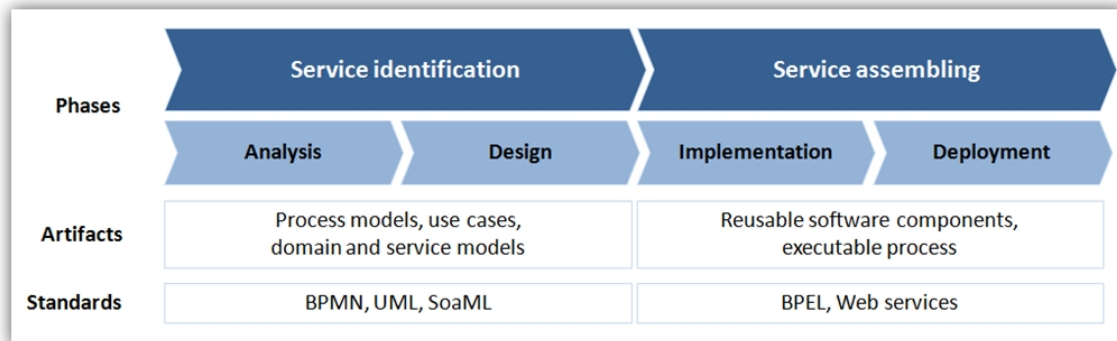 Phases
Service identification
Service assembling
Analysis
Design
Implementation
Deployment
Artifacts
Process models, use cases,
domain and service models
Reusable software components,
executable process
Standards
BPMN, UML, SoaML
BPEL, Web services